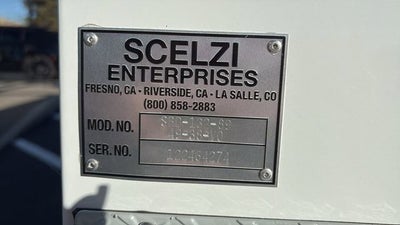 SCELZI
ENTERPRISES
FRESNO, CA - RIVERSIDE, CA - LA SALLE, CO
(800) 858-2883
MOD. NO.
SER. NO.